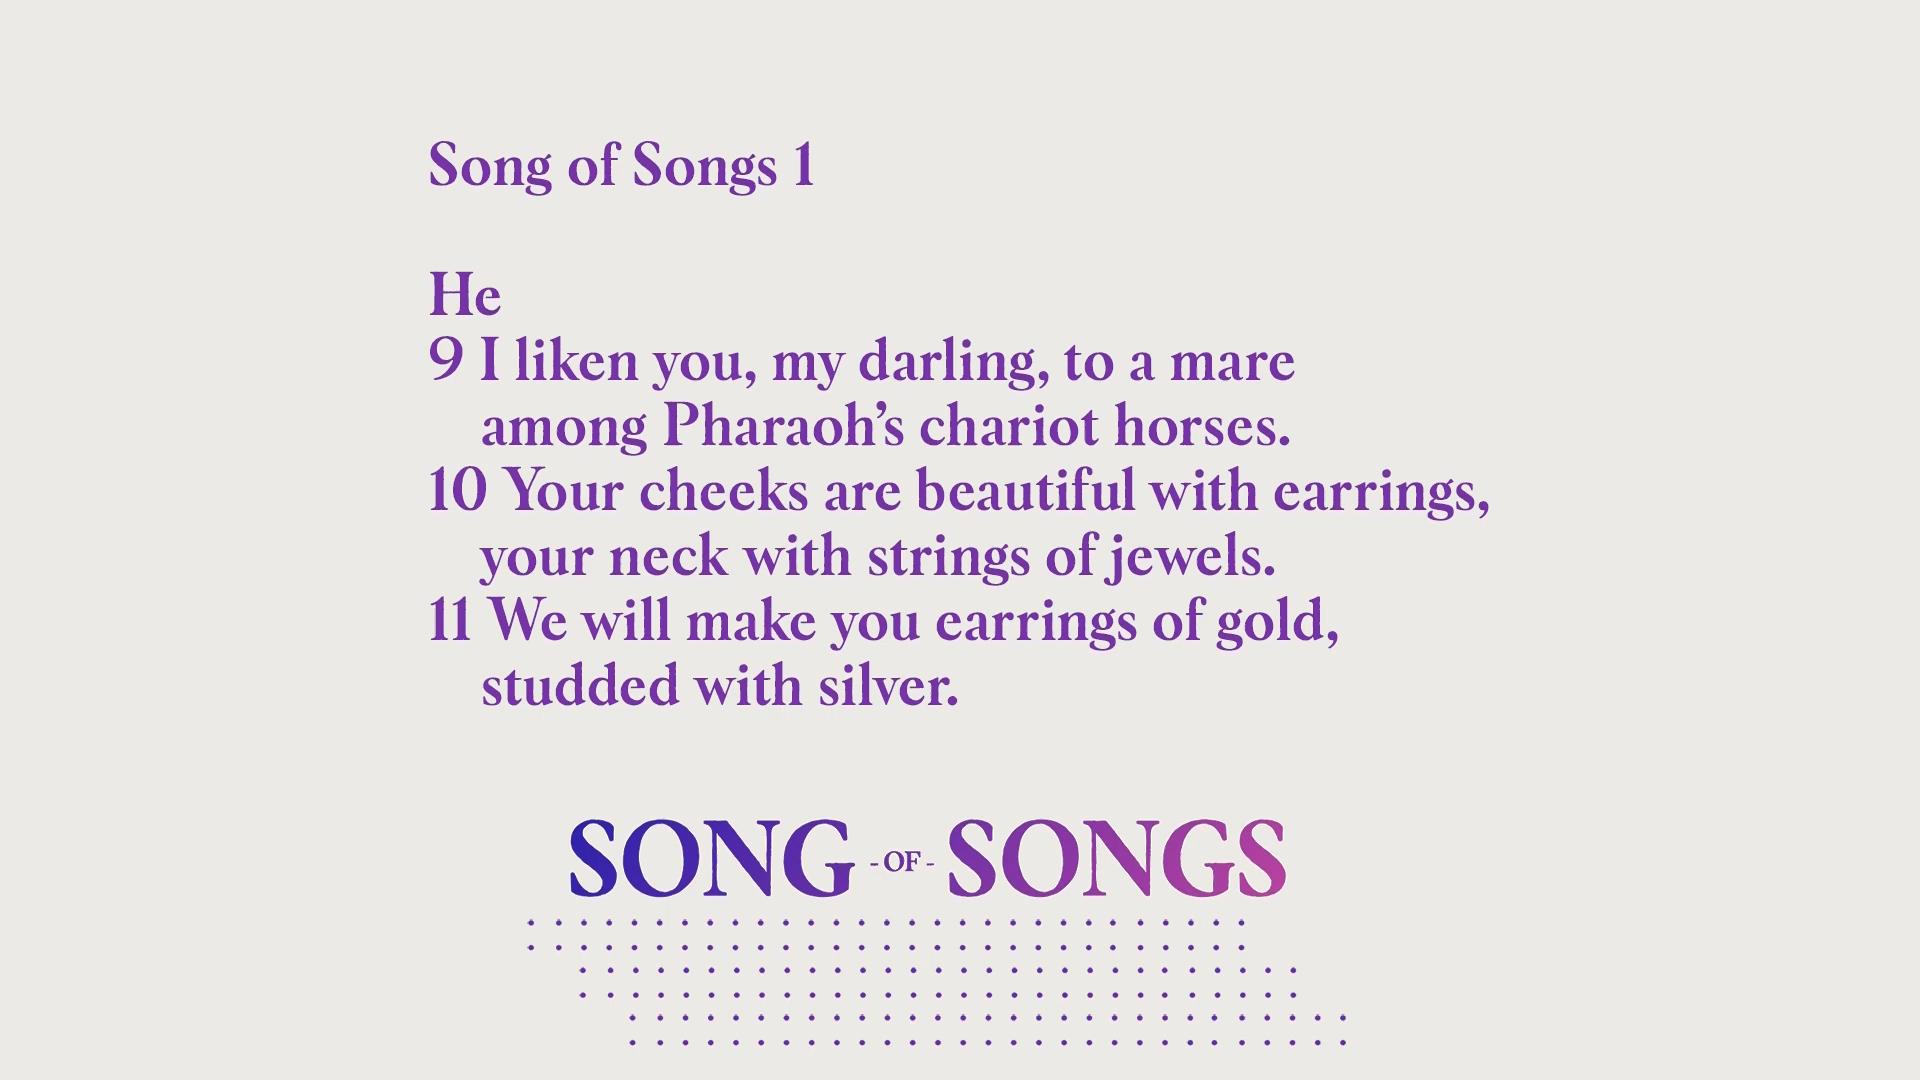 Song of Songs 1
He
9 I liken you, my darling, to a mare
among Pharaoh’s chariot horses.
10 Your cheeks are beautiful with earrings,
your neck with strings of jewels.
11 We will make you earrings of gold,
studded with silver.
SONG -OF- SONGS